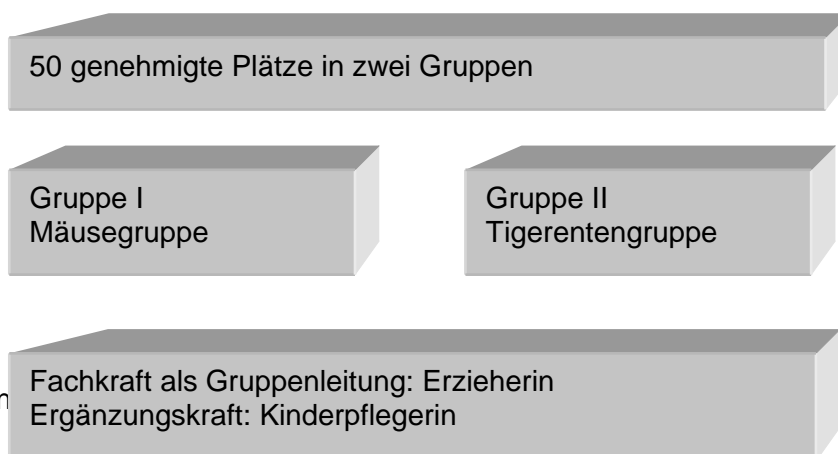 50 genehmigte Plätze in zwei Gruppen
Gruppe I
Mäusegruppe
Gruppe II
Tigerentengruppe
Fachkraft als Gruppenleitung: Erzieherin
Ergänzungskraft: Kinderpflegerin